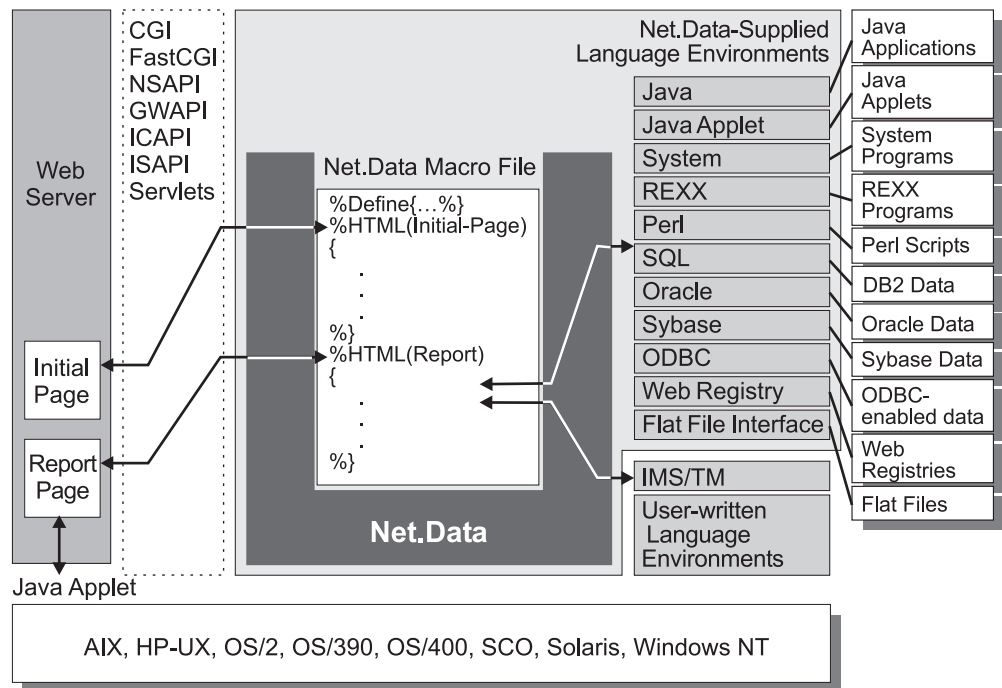 CGI
FastCGI
NSAPI
GWAPI
ICAPI
ISAPI
Servlets
Web
Server
Initial
Page
Report
Page
Java Applet
Net.Data Macro File
%Define{...%}
%HTML(Initial-Page)
{
.
.
.
%}
%HTML(Report)
{
.
.
.
%}
Net.Data
Net.Data-Supplied
Language Environments
Java
Java Applet
System
REXX
Perl
SQL
Oracle
Sybase
ODBC
Web Registry
Flat File Interface
IMS/TM
User-written
Language
Environments
Java
Applications
Java
Applets
System
Programs
REXX
Programs
Perl Scripts
DB2 Data
Oracle Data
Sybase Data
ODBC-
enabled data
Web
Registries
Flat Files
AIX, HP-UX, OS/2, OS/390, OS/400, SCO, Solaris, Windows NT